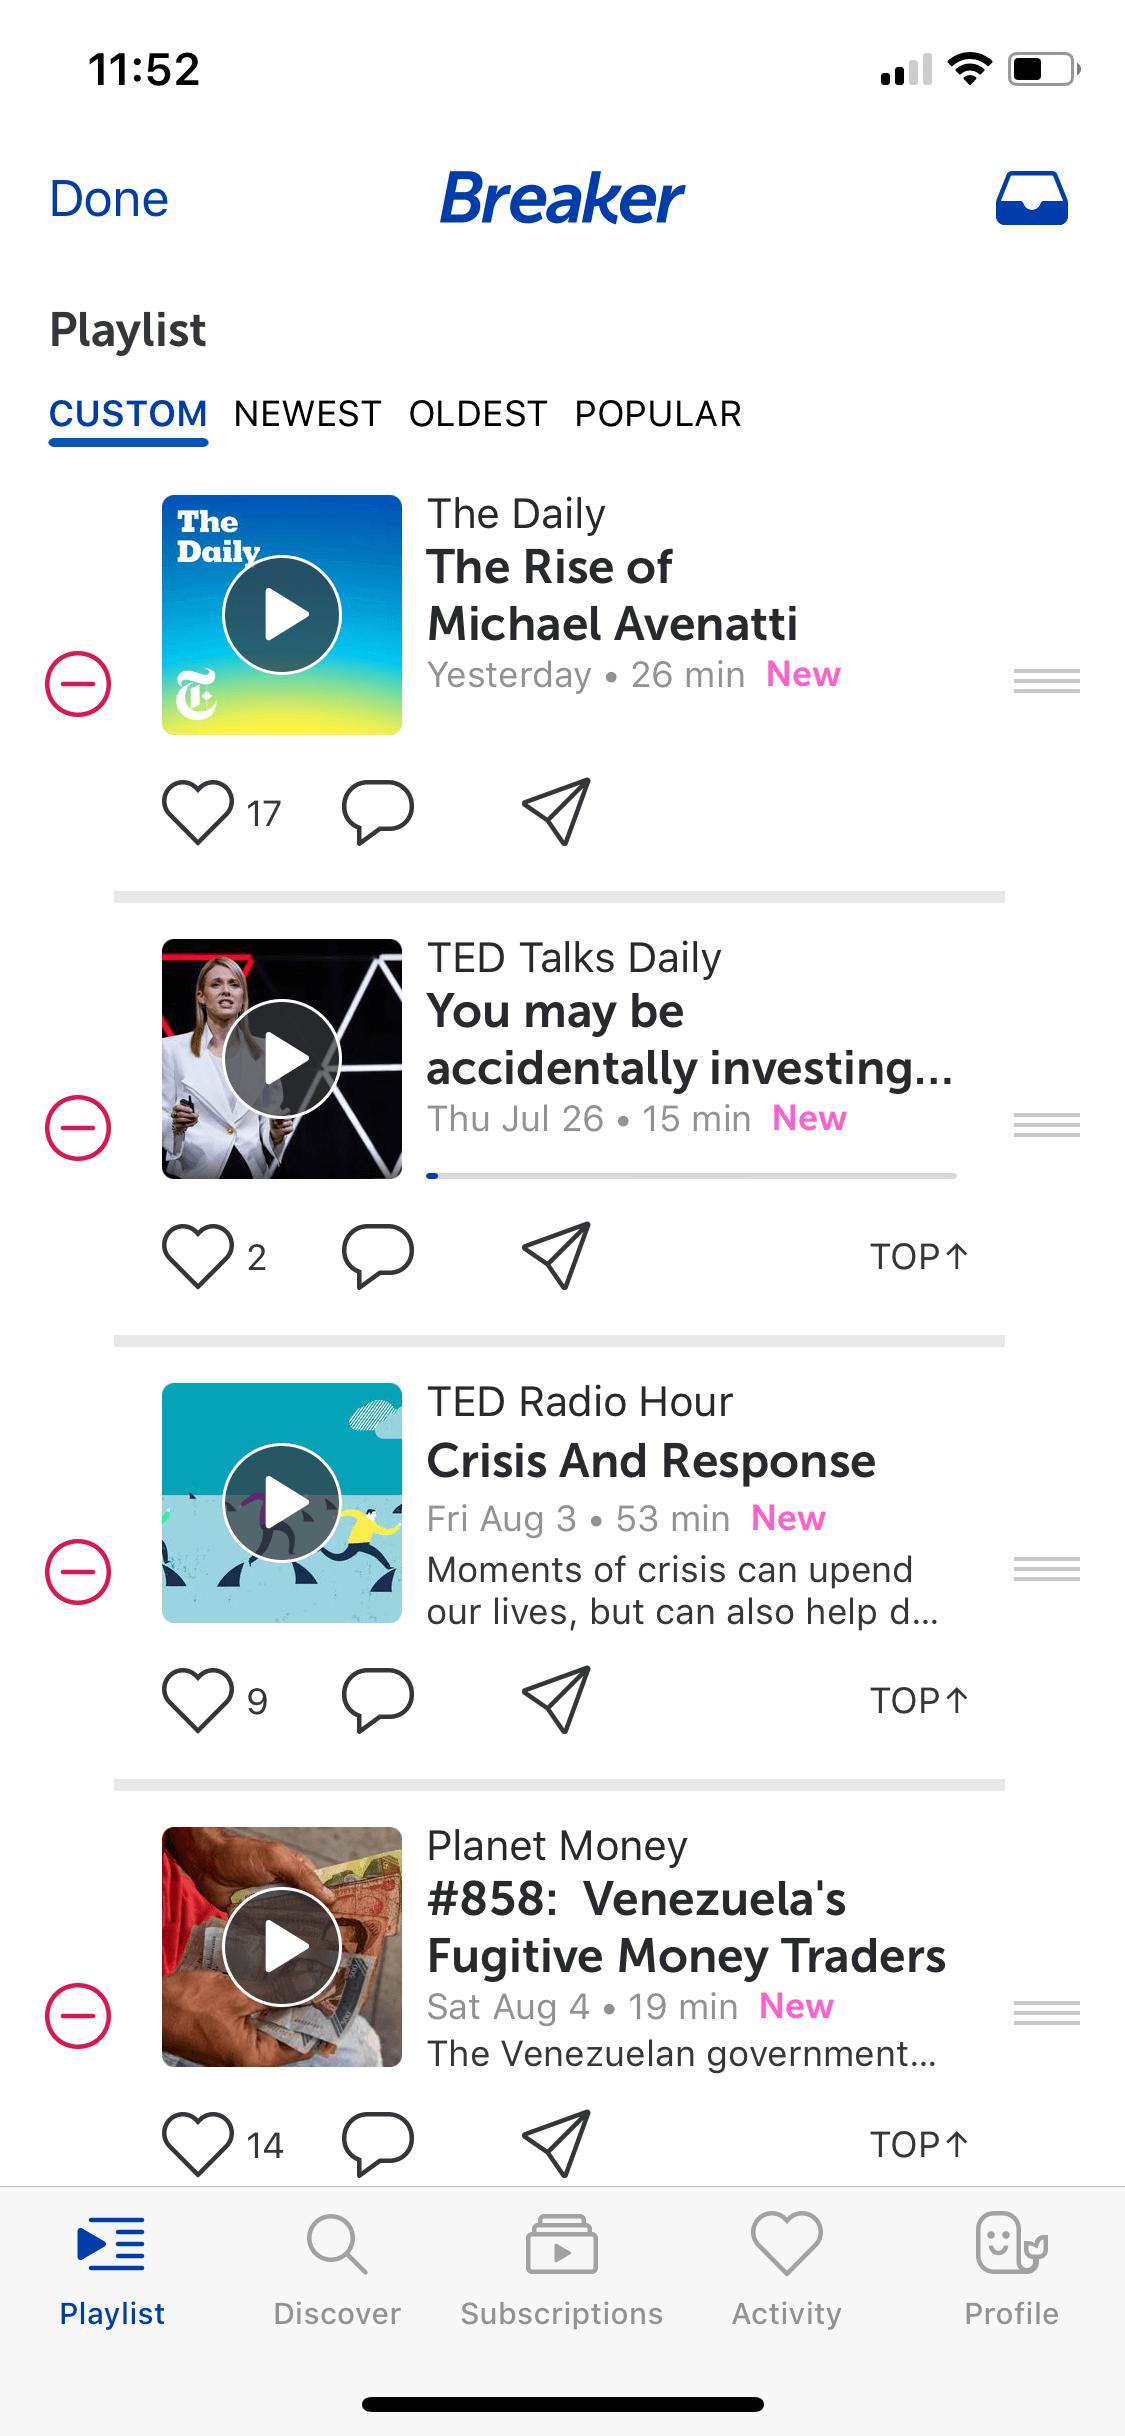 11:52
Done
Breaker
Playlist
CUSTOM NEWEST OLDEST POPULAR
The
Daily
The Daily
The Rise of
Michael Avenatti
Yesterday • 26 min New
17
TED Talks Daily
You may be
accidentally investing...
Thu Jul 26 • 15 min New
2
TOP↑
TED Radio Hour
Crisis And Response
Fri Aug 3 • 53 min New
Moments of crisis can upend
our lives, but can also help d...
9
TOP↑
Planet Money
#858: Venezuela's
Fugitive Money Traders
Sat Aug 4 • 19 min New
The Venezuelan government...
14
TOP↑
Playlist
Discover
Subscriptions
Activity
Profile